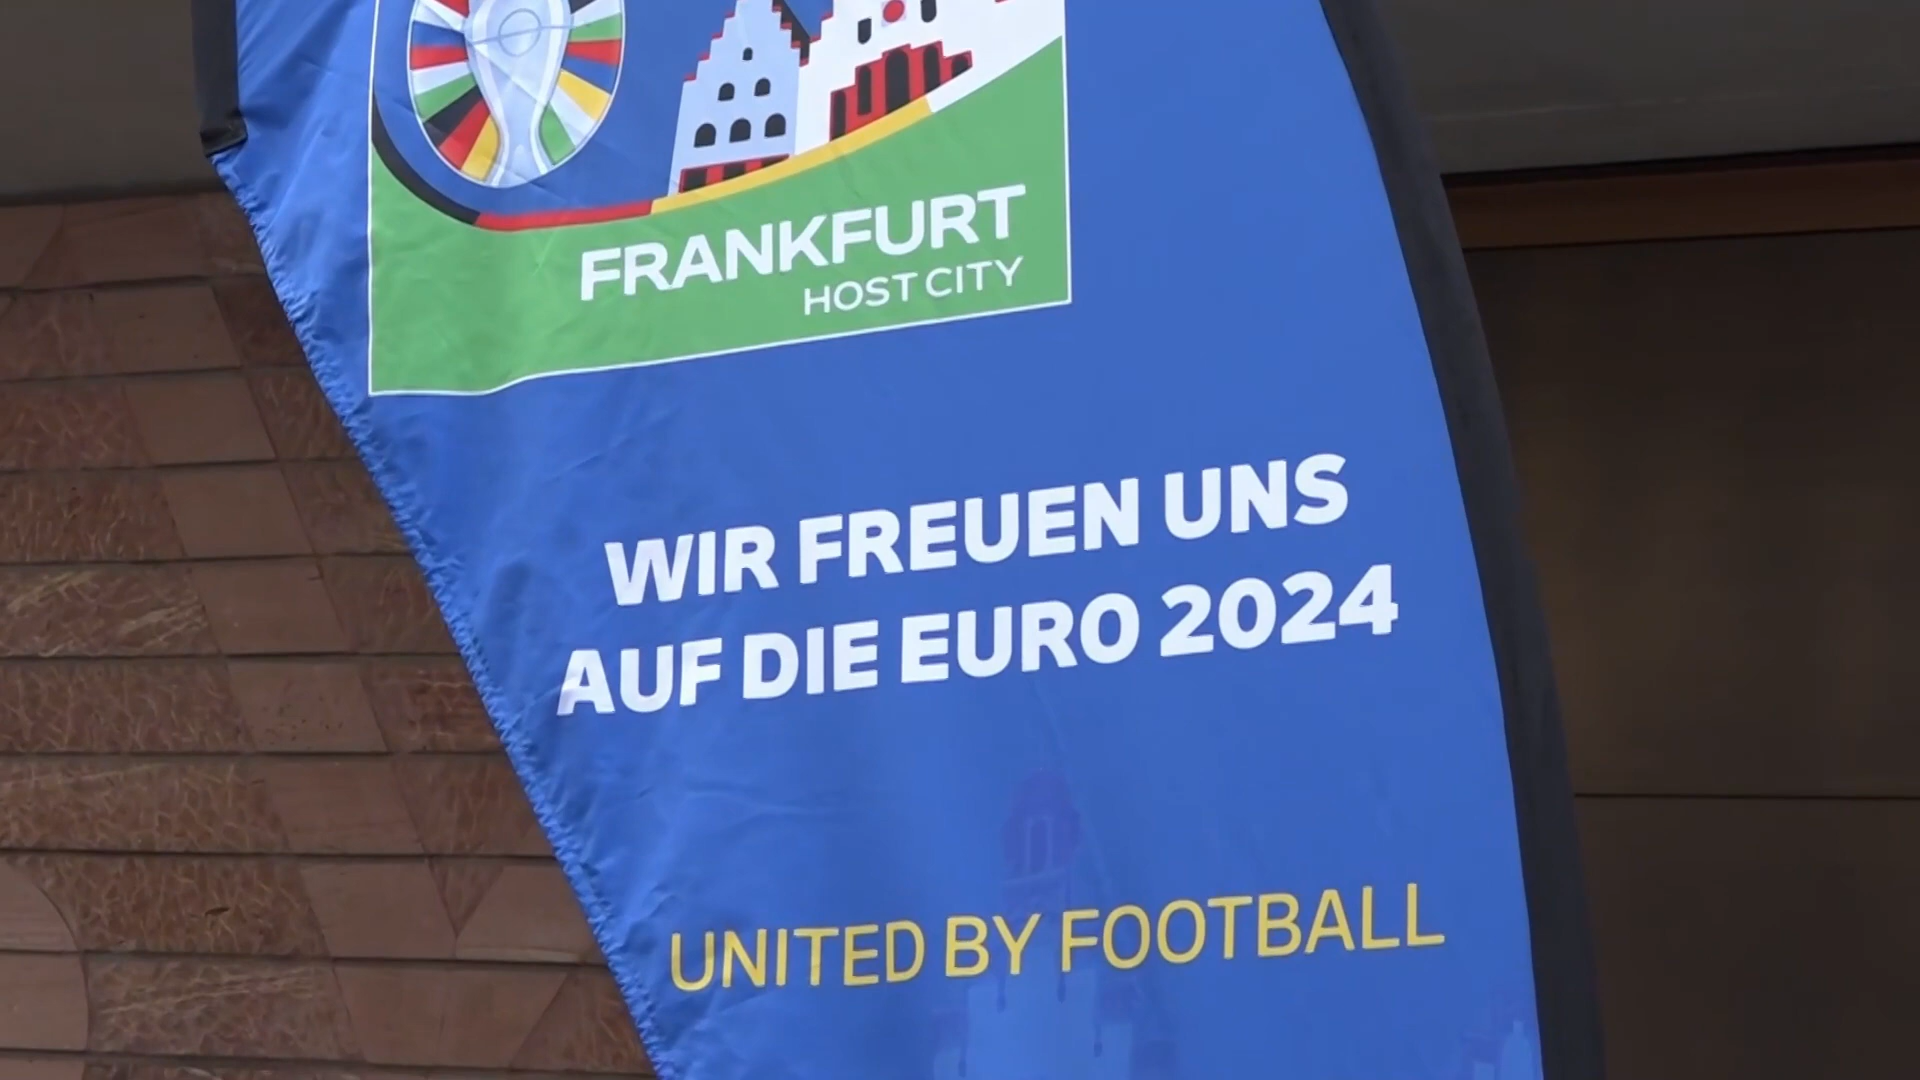 FRANKFURT
HOST CITY
WIR FREUEN UNS
AUF DIE EURO 2024
UNITED BY FOOTBALL